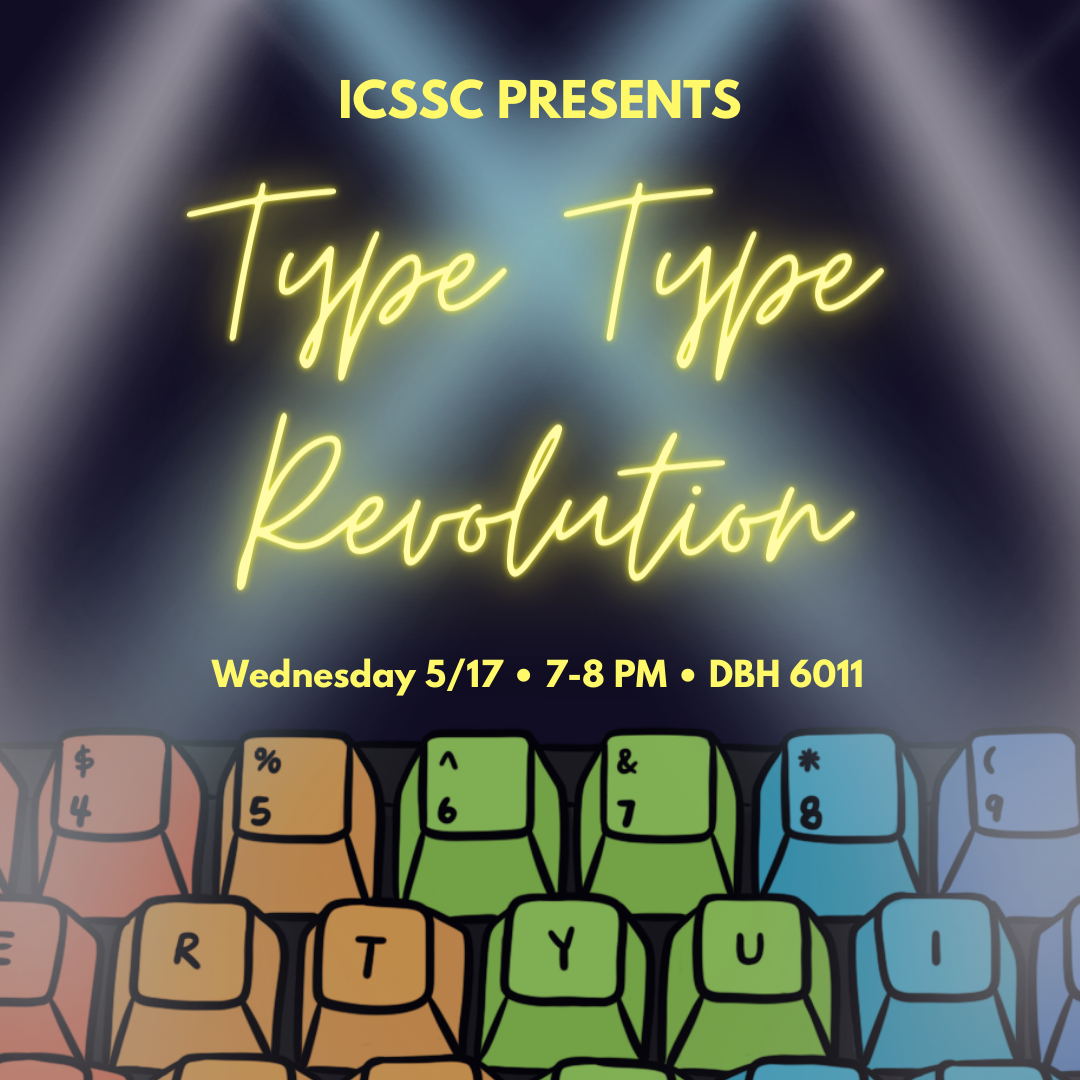 ICSSC PRESENTS
Type Type
Revolution
Wednesday 5/17 • 7-8 PM • DBH 6011
$ % ^ & * (
4 5 6 7 8 9
E R T Y U I